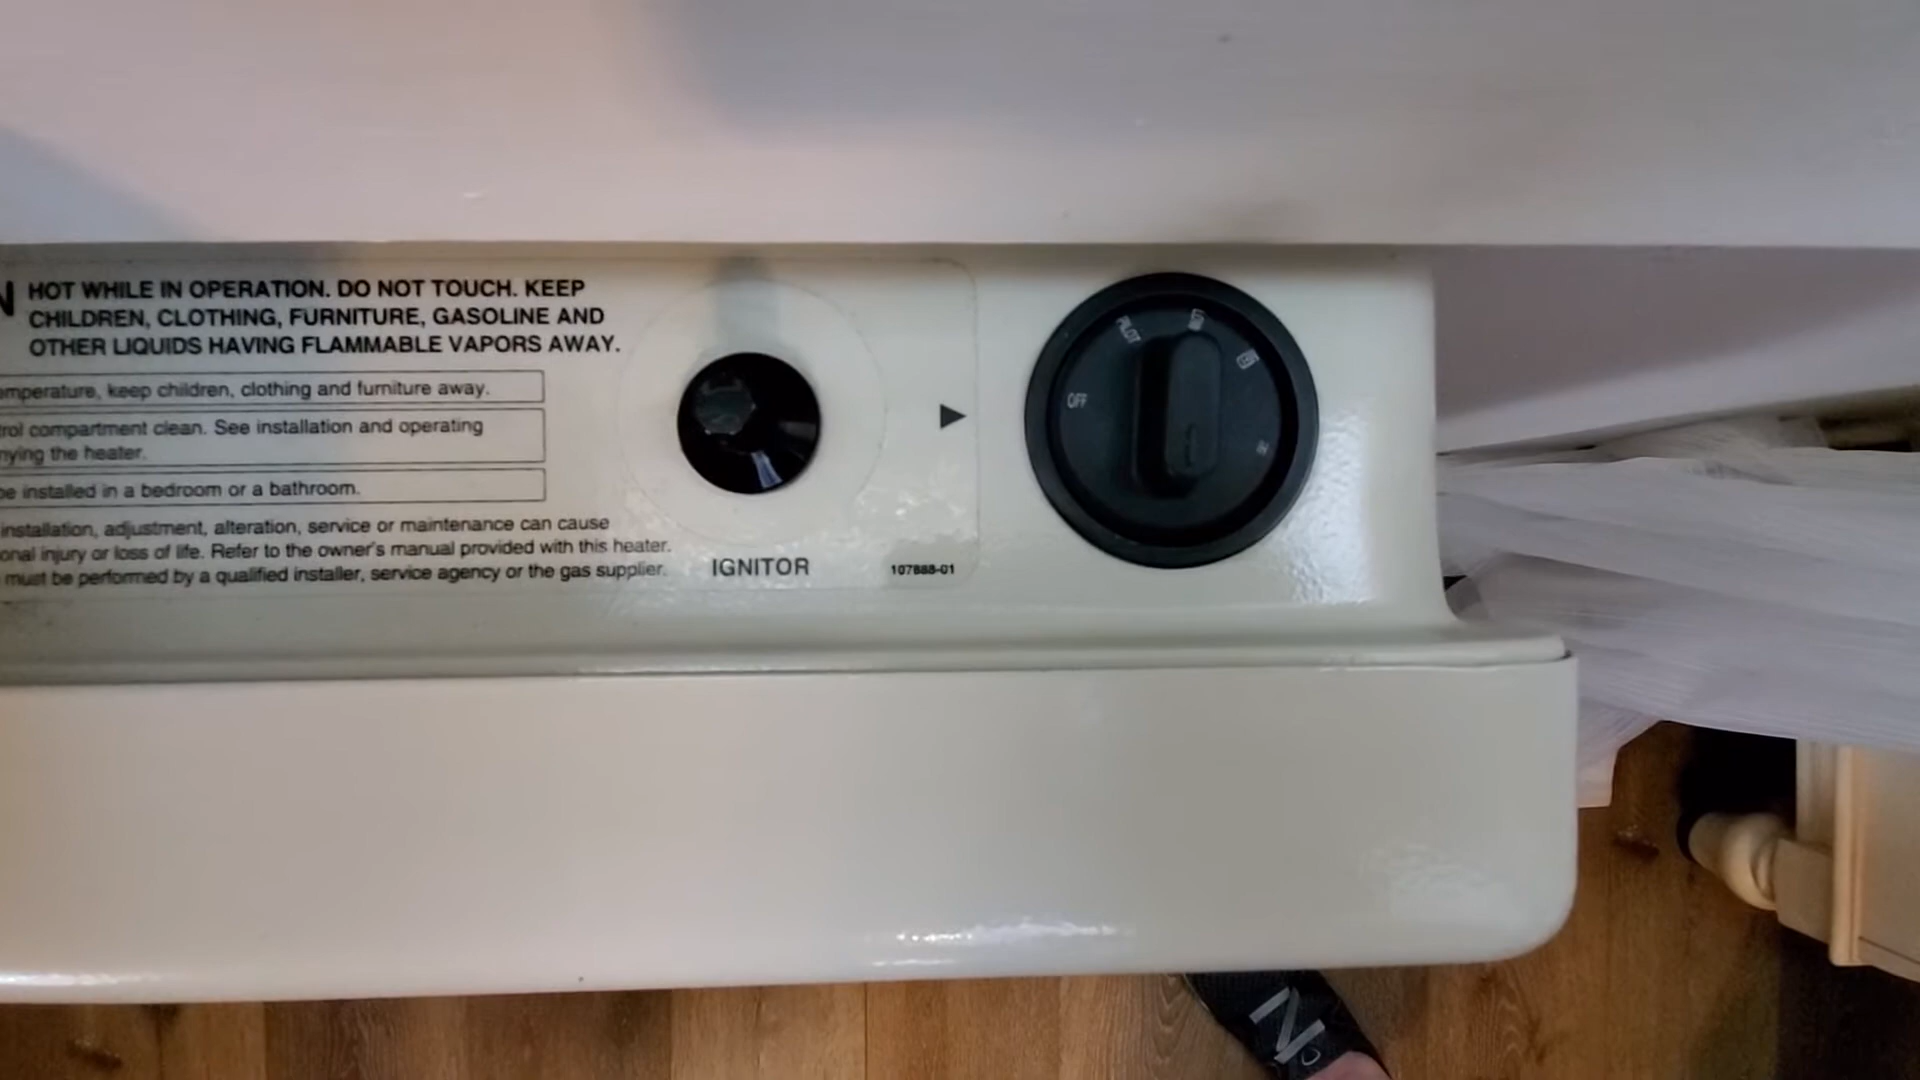 HOT WHILE IN OPERATION. DO NOT TOUCH. KEEP
CHILDREN, CLOTHING, FURNITURE, GASOLINE AND
OTHER LIQUIDS HAVING FLAMMABLE VAPORS AWAY.
emperature, keep children, clothing and furniture away.
rol compartment clean. See installation and operating
nying the heater.
be installed in a bedroom or a bathroom.
installation, adjustment, alteration, service or maintenance can cause
onal injury or loss of life. Refer to the owner's manual provided with this heater.
must be performed by a qualified installer, service agency or the gas supplier.
IGNITOR
107888-01
OFF
PILOT